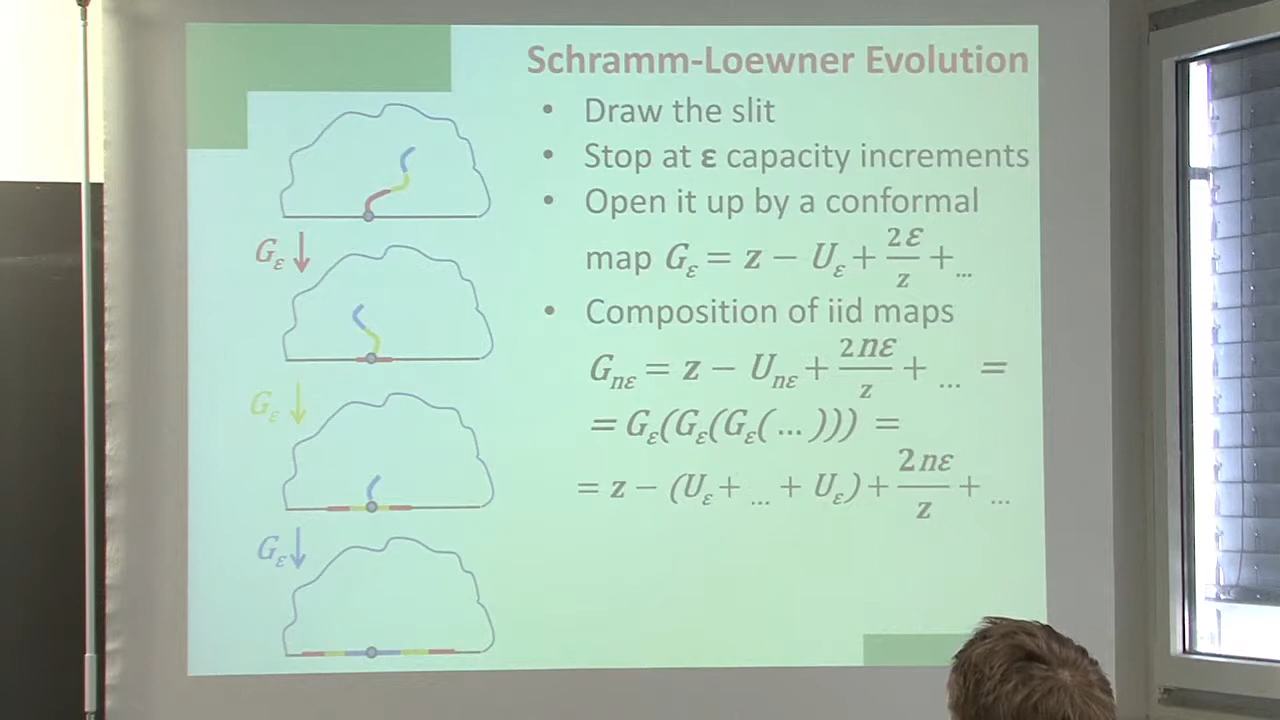 Schramm-Loewner Evolution
• Draw the slit
• Stop at ε capacity increments
• Open it up by a conformal
map Gε = z − Uε + 2ε/z + ...
• Composition of iid maps
Gnε = z − Unε + 2nε/z + ... =
= Gε(Gε(Gε( ... ))) =
= z − (Uε + ... + Uε) + 2nε/z + ...
Gε ↓
Gε ↓
Gε ↓